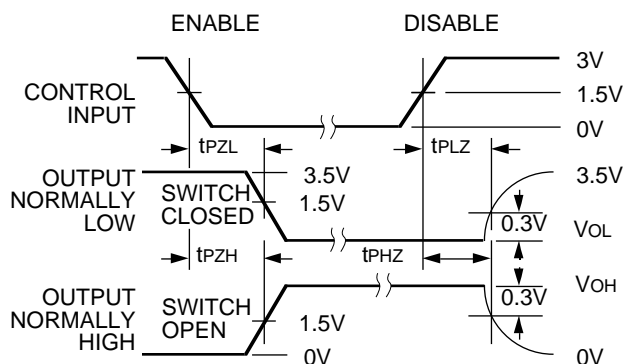 ENABLE
DISABLE
CONTROL
INPUT
3V
1.5V
0V
tPZL
tPLZ
OUTPUT
NORMALLY
LOW
SWITCH
CLOSED
3.5V
1.5V
3.5V
0.3V
VOL
tPZH
tPHZ
OUTPUT
NORMALLY
HIGH
SWITCH
OPEN
1.5V
0V
0.3V
VOH
0V